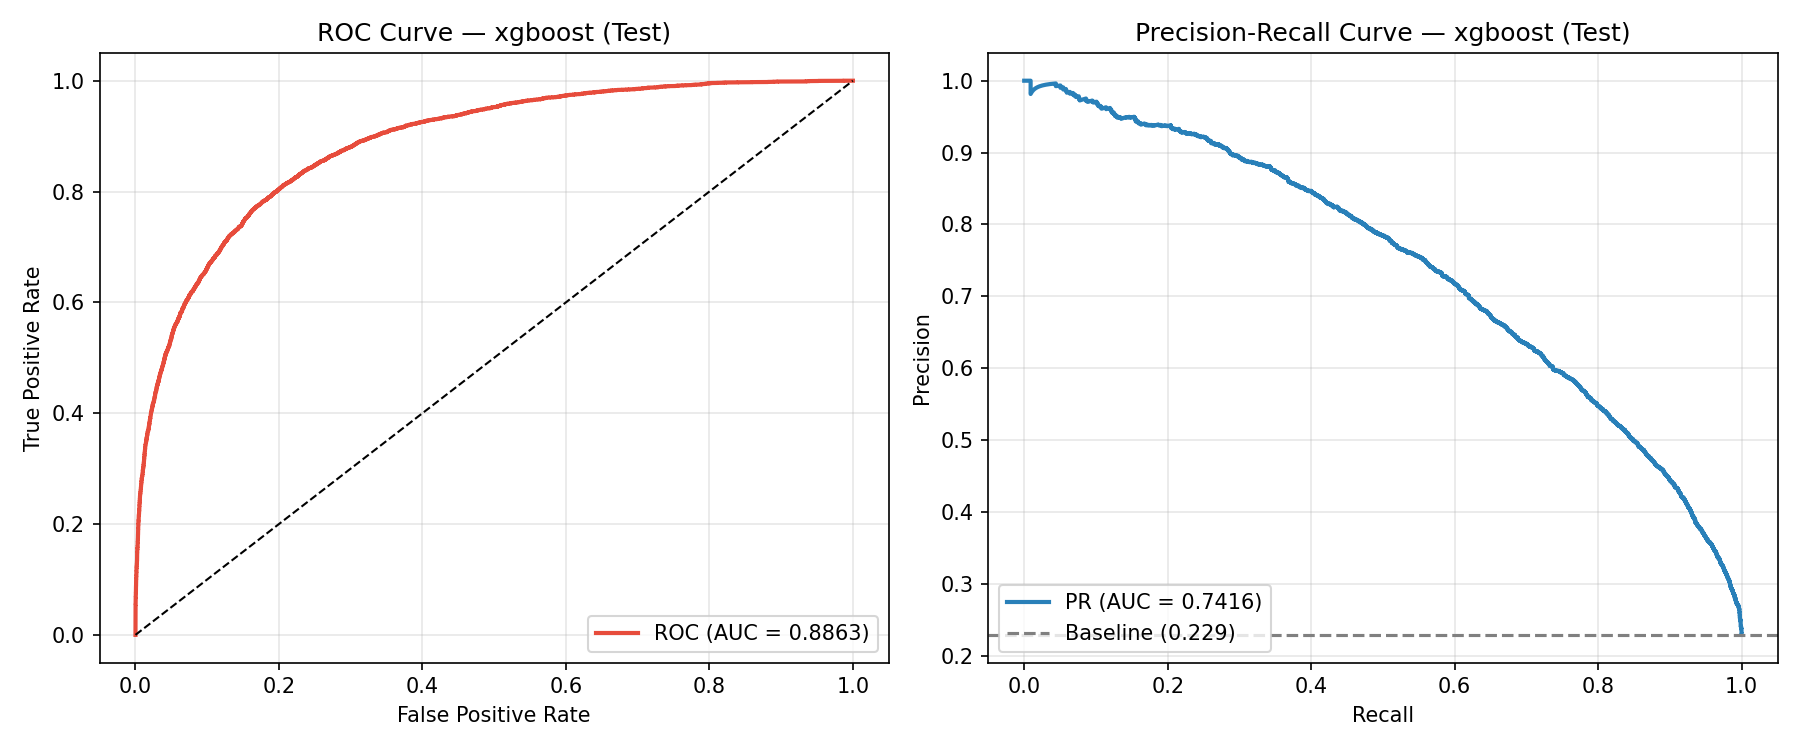 ROC Curve — xgboost (Test)
True Positive Rate
1.0
0.8
0.6
0.4
0.2
0.0
ROC (AUC = 0.8863)
0.0 0.2 0.4 0.6 0.8 1.0
False Positive Rate
Precision-Recall Curve — xgboost (Test)
Precision
1.0
0.9
0.8
0.7
0.6
0.5
0.4
0.3
0.2
PR (AUC = 0.7416)
Baseline (0.229)
0.0 0.2 0.4 0.6 0.8 1.0
Recall